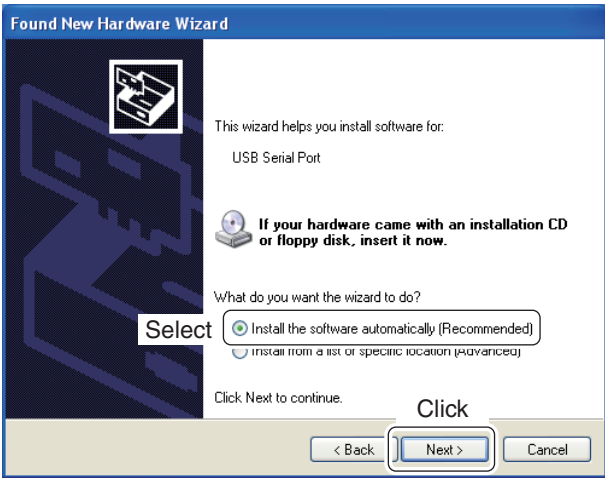 Found New Hardware Wizard
This wizard helps you install software for:
USB Serial Port
If your hardware came with an installation CD
or floppy disk, insert it now.
What do you want the wizard to do?
Select
Install the software automatically (Recommended)
Install from a list or specific location (Advanced)
Click Next to continue.
Click
< Back
Next >
Cancel